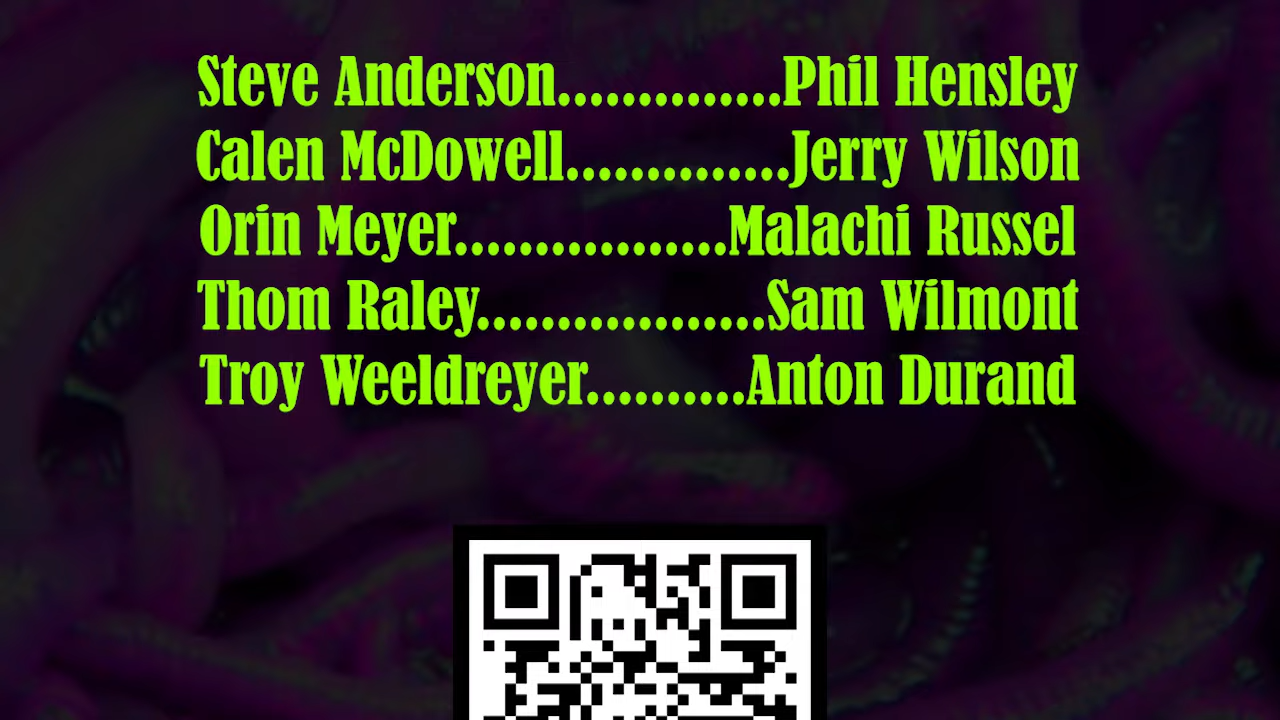 Steve Anderson..............Phil Hensley
Calen McDowell..............Jerry Wilson
Orin Meyer.................Malachi Russel
Thom Raley..................Sam Wilmont
Troy Weeldreyer..........Anton Durand